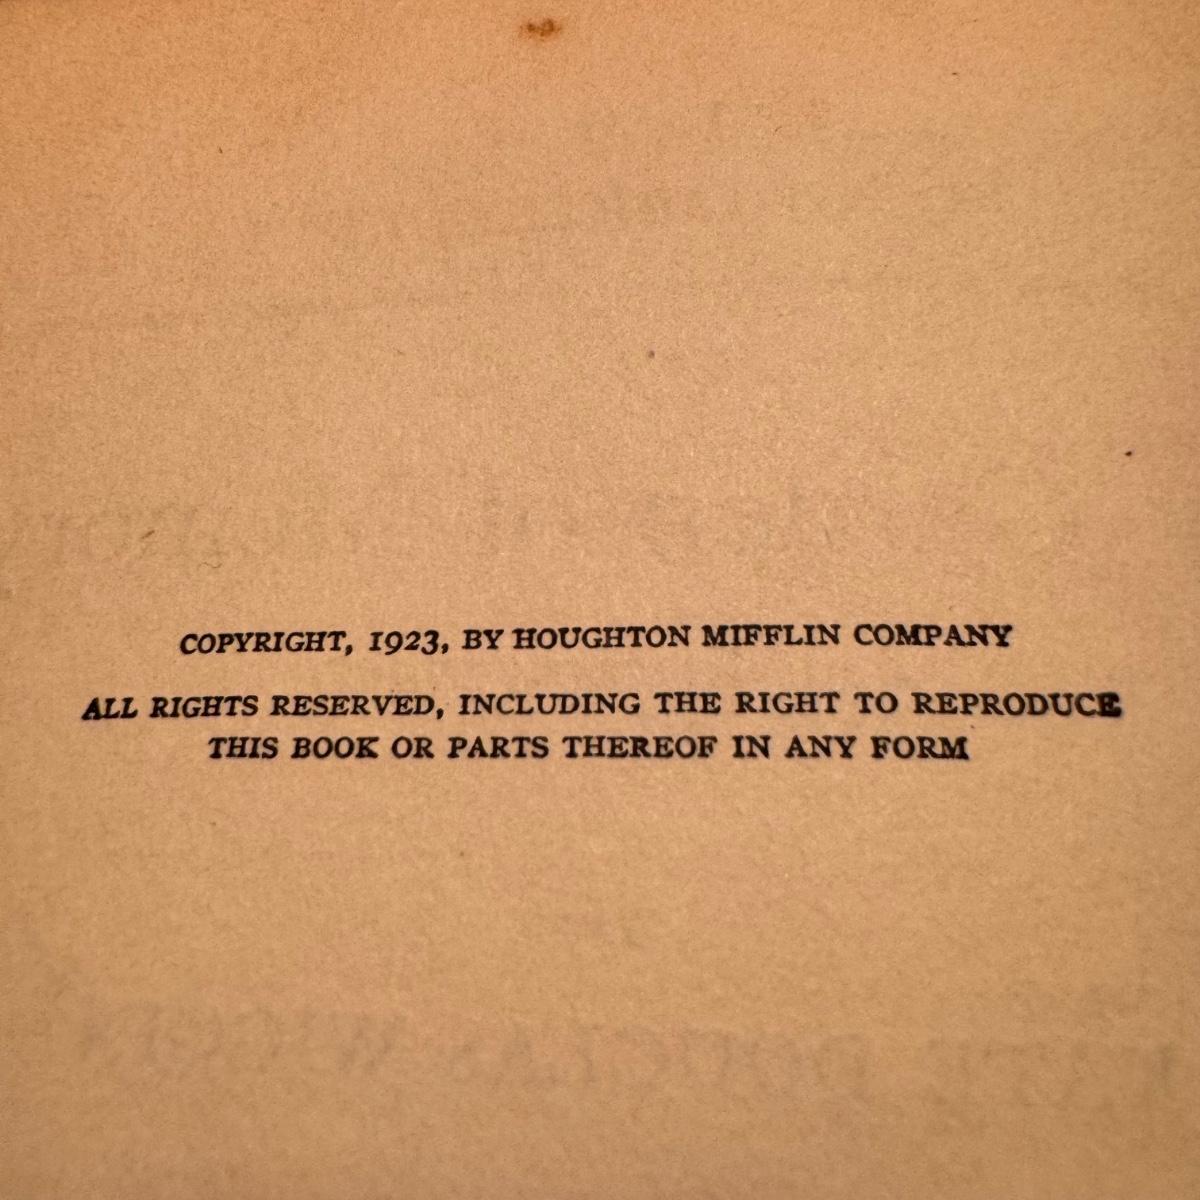 COPYRIGHT, 1923, BY HOUGHTON MIFFLIN COMPANY
ALL RIGHTS RESERVED, INCLUDING THE RIGHT TO REPRODUCE
THIS BOOK OR PARTS THEREOF IN ANY FORM